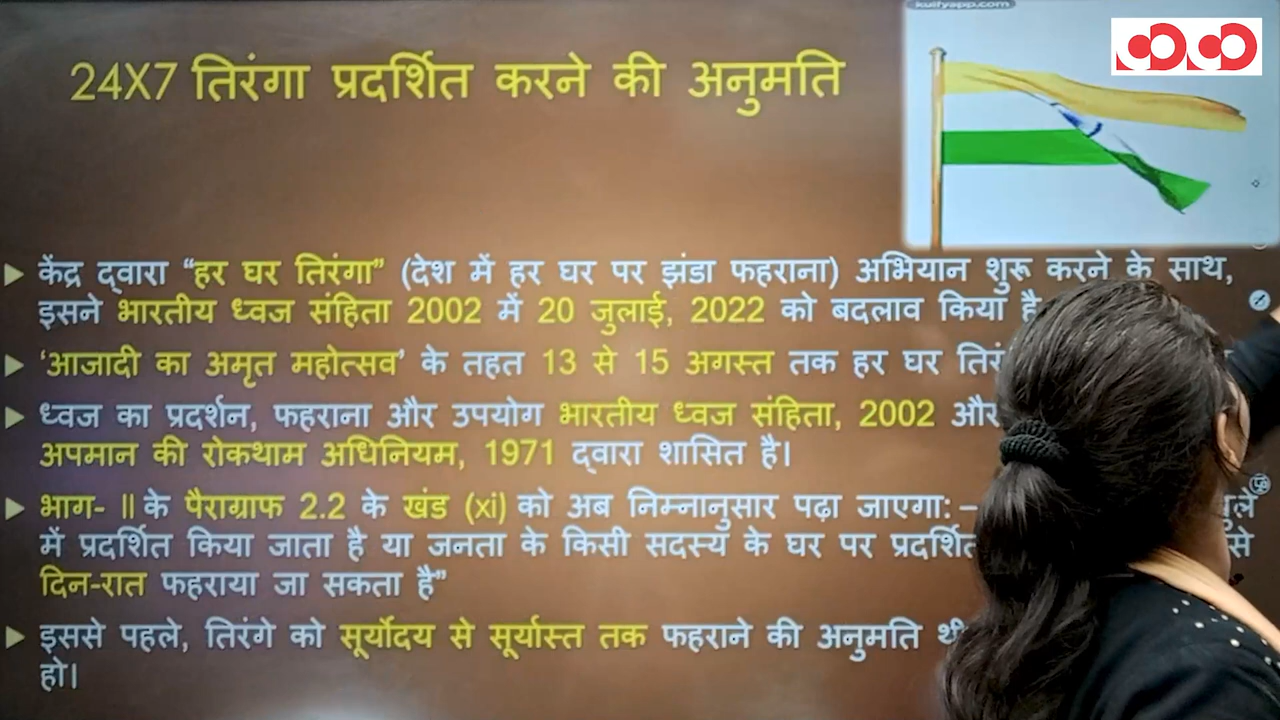 kulfyapp.com
24X7 तिरंगा प्रदर्शित करने की अनुमति
केंद्र द्वारा “हर घर तिरंगा” (देश में हर घर पर झंडा फहराना) अभियान शुरू करने के साथ,
इसने भारतीय ध्वज संहिता 2002 में 20 जुलाई, 2022 को बदलाव किया है
‘आजादी का अमृत महोत्सव’ के तहत 13 से 15 अगस्त तक हर घर
ध्वज का प्रदर्शन, फहराना और उपयोग भारतीय ध्वज संहिता, 2002 और
अपमान की रोकथाम अधिनियम, 1971 द्वारा शासित है।
भाग- II के पैराग्राफ 2.2 के खंड (xi) को अब निम्नानुसार पढ़ा जाएगा: –
में प्रदर्शित किया जाता है या जनता के किसी सदस्य के घर पर से
दिन-रात फहराया जा सकता है”
इससे पहले, तिरंगे को सूर्योदय से सूर्यास्त तक फहराने की अनुमति
हो।